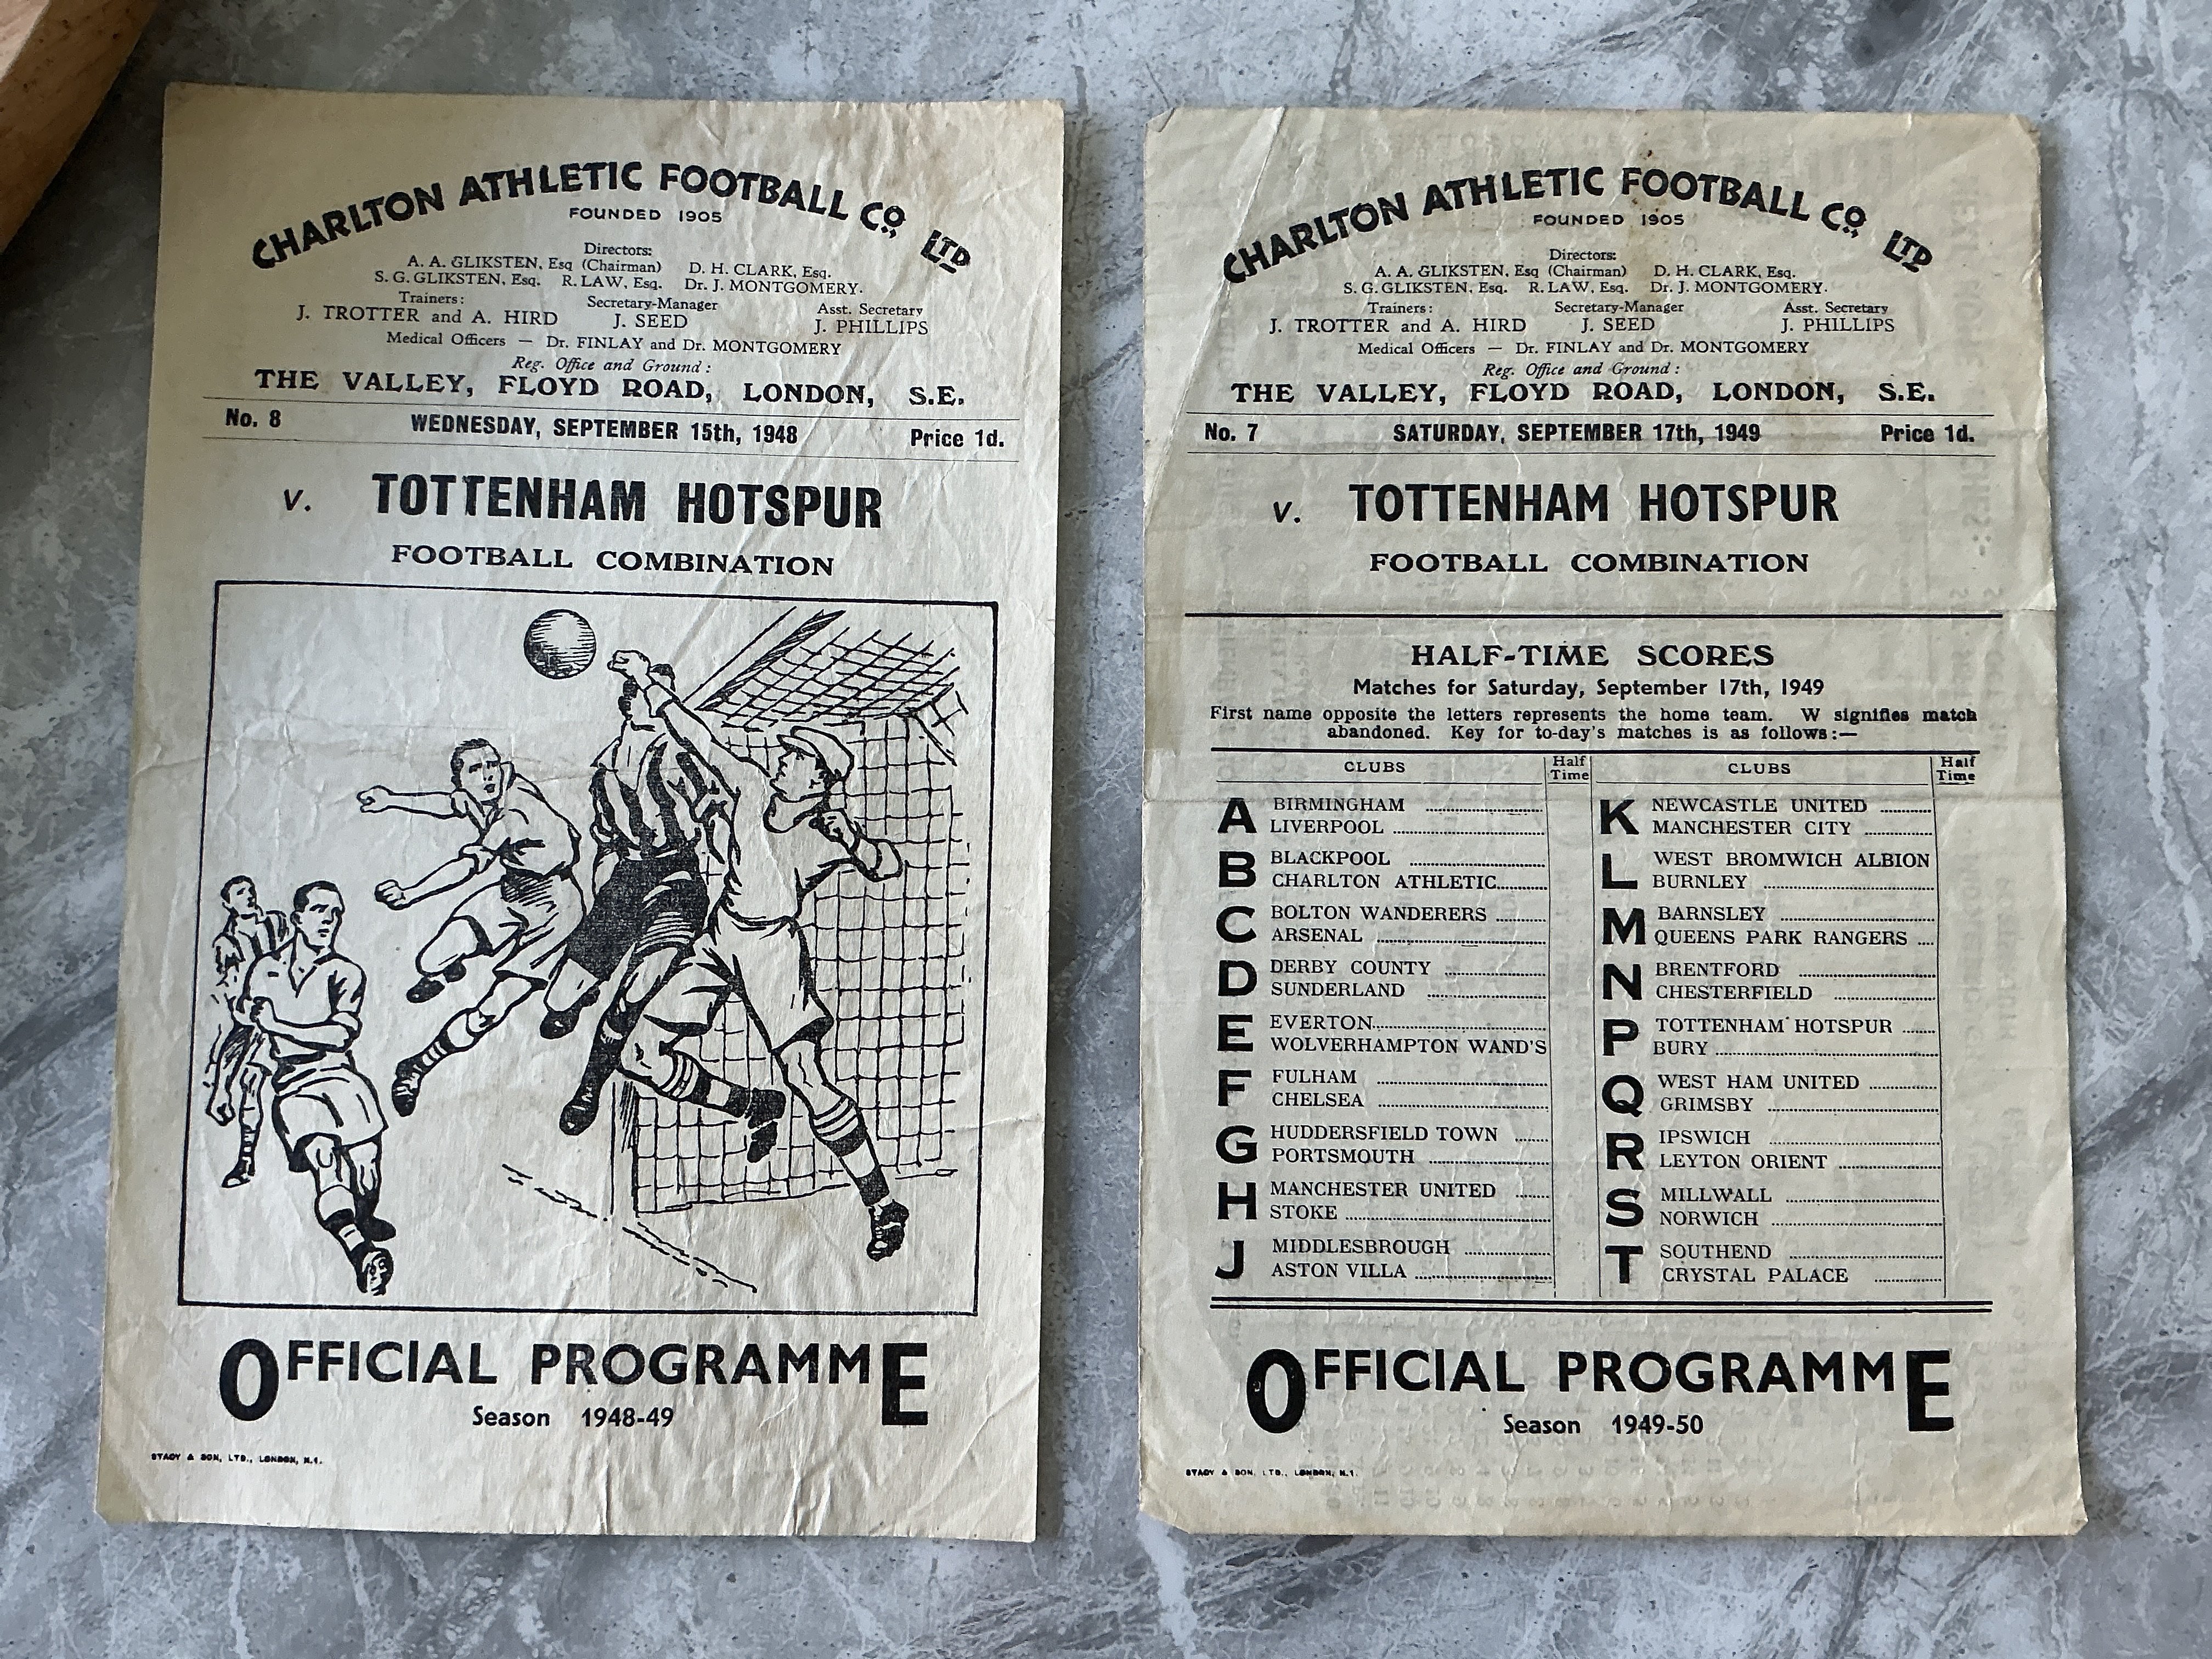 CHARLTON ATHLETIC FOOTBALL Co., LTD
FOUNDED 1905
Directors:
A. A. GLIKSTEN, Esq (Chairman) D. H. CLARK, Esq.
S. G. GLIKSTEN, Esq. R. LAW, Esq. Dr. J. MONTGOMERY.
Trainers: Secretary-Manager Asst. Secretary
J. TROTTER and A. HIRD J. SEED J. PHILLIPS
Medical Officers — Dr. FINLAY and Dr. MONTGOMERY
Reg. Office and Ground:
THE VALLEY, FLOYD ROAD, LONDON, S.E.
No. 8 WEDNESDAY, SEPTEMBER 15th, 1948 Price 1d.
v. TOTTENHAM HOTSPUR
FOOTBALL COMBINATION
OFFICIAL PROGRAMME
Season 1948-49
STACY & SON, LTD., LONDON, N.1.
CHARLTON ATHLETIC FOOTBALL Co., LTD
FOUNDED 1905
Directors:
A. A. GLIKSTEN, Esq (Chairman) D. H. CLARK, Esq.
S. G. GLIKSTEN, Esq. R. LAW, Esq. Dr. J. MONTGOMERY.
Trainers: Secretary-Manager Asst. Secretary
J. TROTTER and A. HIRD J. SEED J. PHILLIPS
Medical Officers — Dr. FINLAY and Dr. MONTGOMERY
Reg. Office and Ground:
THE VALLEY, FLOYD ROAD, LONDON, S.E.
No. 7 SATURDAY, SEPTEMBER 17th, 1949 Price 1d.
v. TOTTENHAM HOTSPUR
FOOTBALL COMBINATION
HALF-TIME SCORES
Matches for Saturday, September 17th, 1949
First name opposite the letters represents the home team. W signifies match
abandoned. Key for to-day's matches is as follows:—
CLUBS Half Time CLUBS Half Time
A BIRMINGHAM K NEWCASTLE UNITED
LIVERPOOL MANCHESTER CITY
B BLACKPOOL L WEST BROMWICH ALBION
CHARLTON ATHLETIC BURNLEY
C BOLTON WANDERERS M BARNSLEY
ARSENAL QUEENS PARK RANGERS
D DERBY COUNTY N BRENTFORD
SUNDERLAND CHESTERFIELD
E EVERTON P TOTTENHAM HOTSPUR
WOLVERHAMPTON WAND'S BURY
F FULHAM Q WEST HAM UNITED
CHELSEA GRIMSBY
G HUDDERSFIELD TOWN R IPSWICH
PORTSMOUTH LEYTON ORIENT
H MANCHESTER UNITED S MILLWALL
STOKE NORWICH
J MIDDLESBROUGH T SOUTHEND
ASTON VILLA CRYSTAL PALACE
OFFICIAL PROGRAMME
Season 1949-50
STACY & SON, LTD., LONDON, N.1.